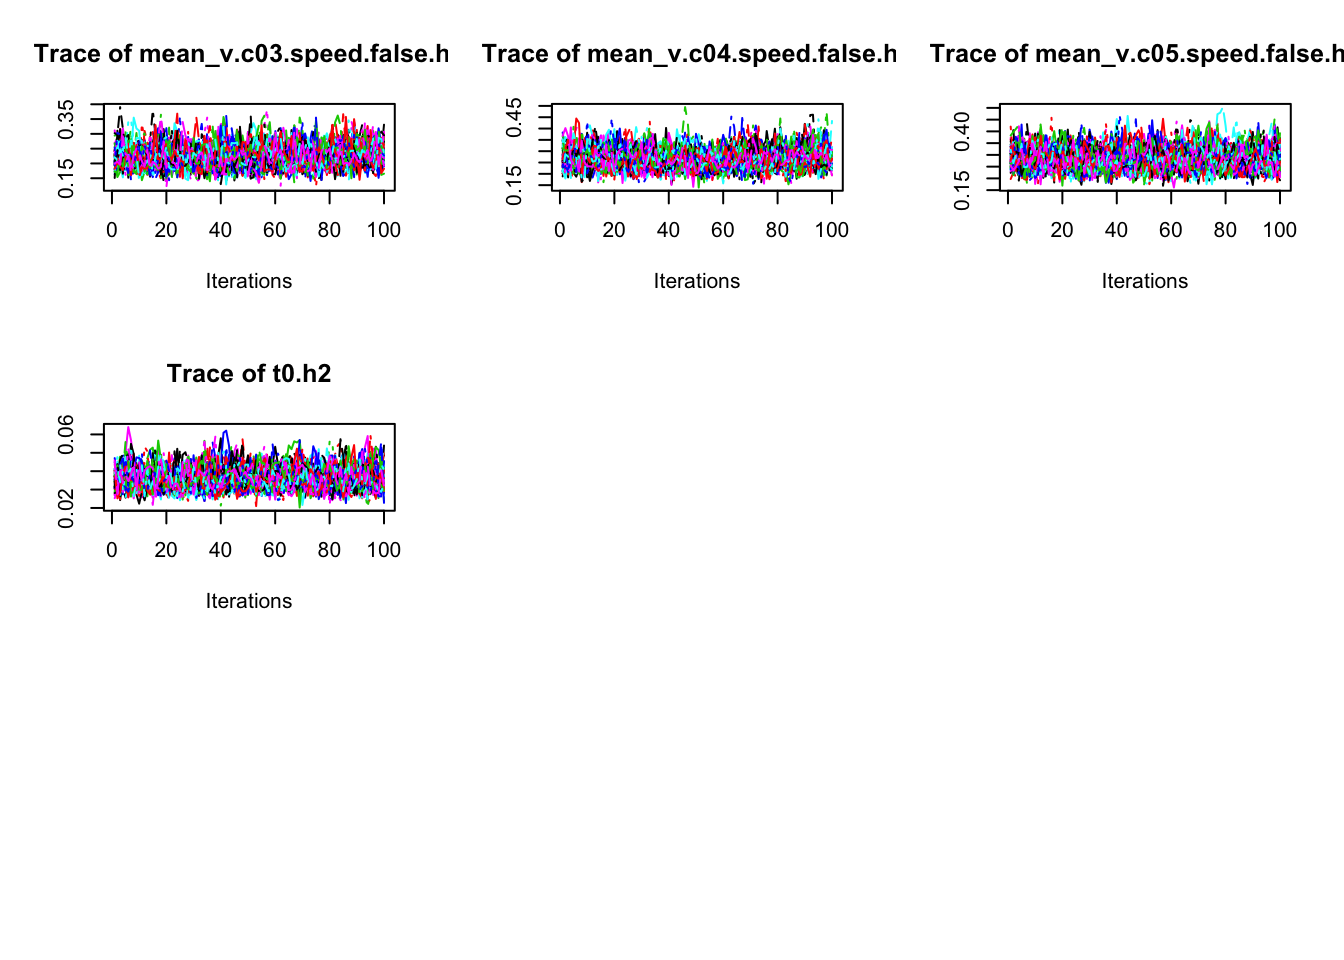 Trace of mean_v.c03.speed.false.h
0.35
0.15
0 20 40 60 80 100
Iterations
Trace of mean_v.c04.speed.false.h
0.45
0.15
0 20 40 60 80 100
Iterations
Trace of mean_v.c05.speed.false.h
0.40
0.15
0 20 40 60 80 100
Iterations
Trace of t0.h2
0.06
0.02
0 20 40 60 80 100
Iterations